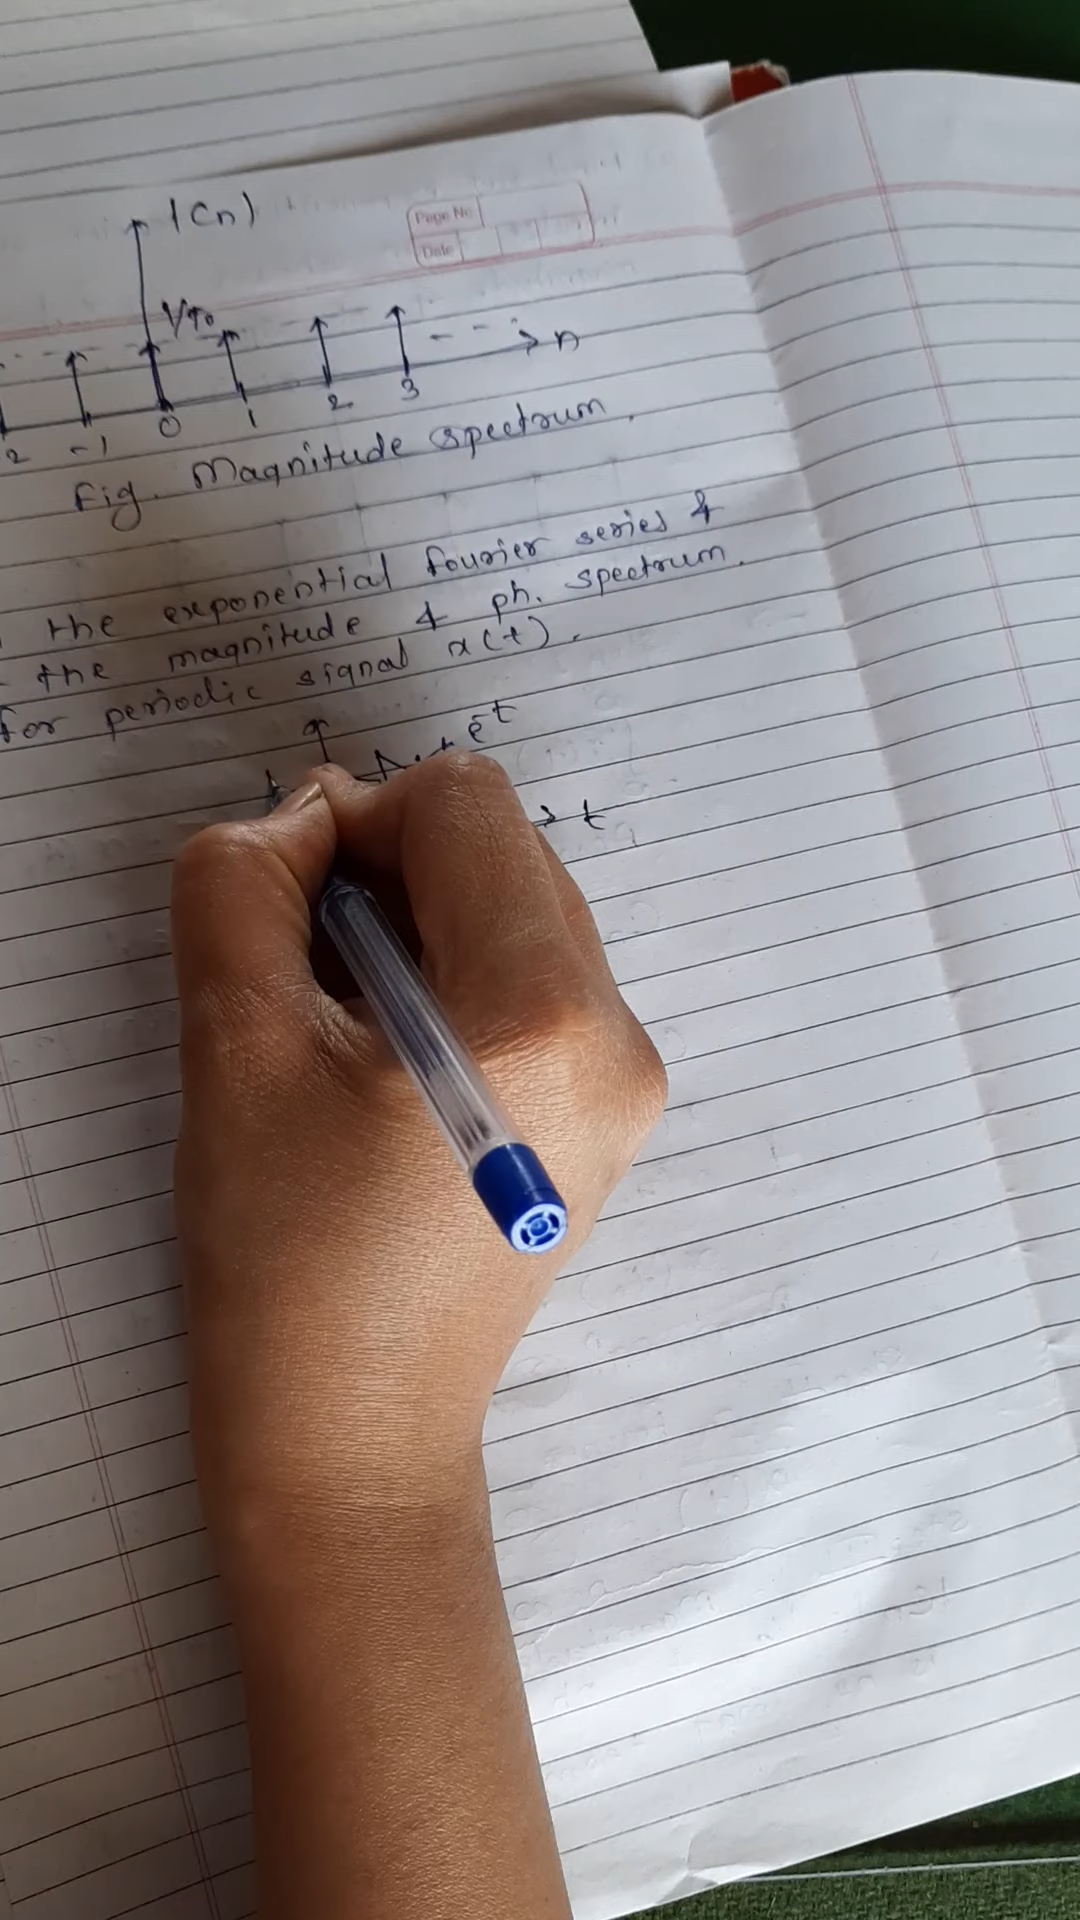 |Cn|
Page No.
Date
1/T0
n
2 -1 0 1 2 3
Fig. Magnitude spectrum.
the exponential fourier series &
the magnitude & ph. spectrum.
for periodic signal x(t).
e^-t
t